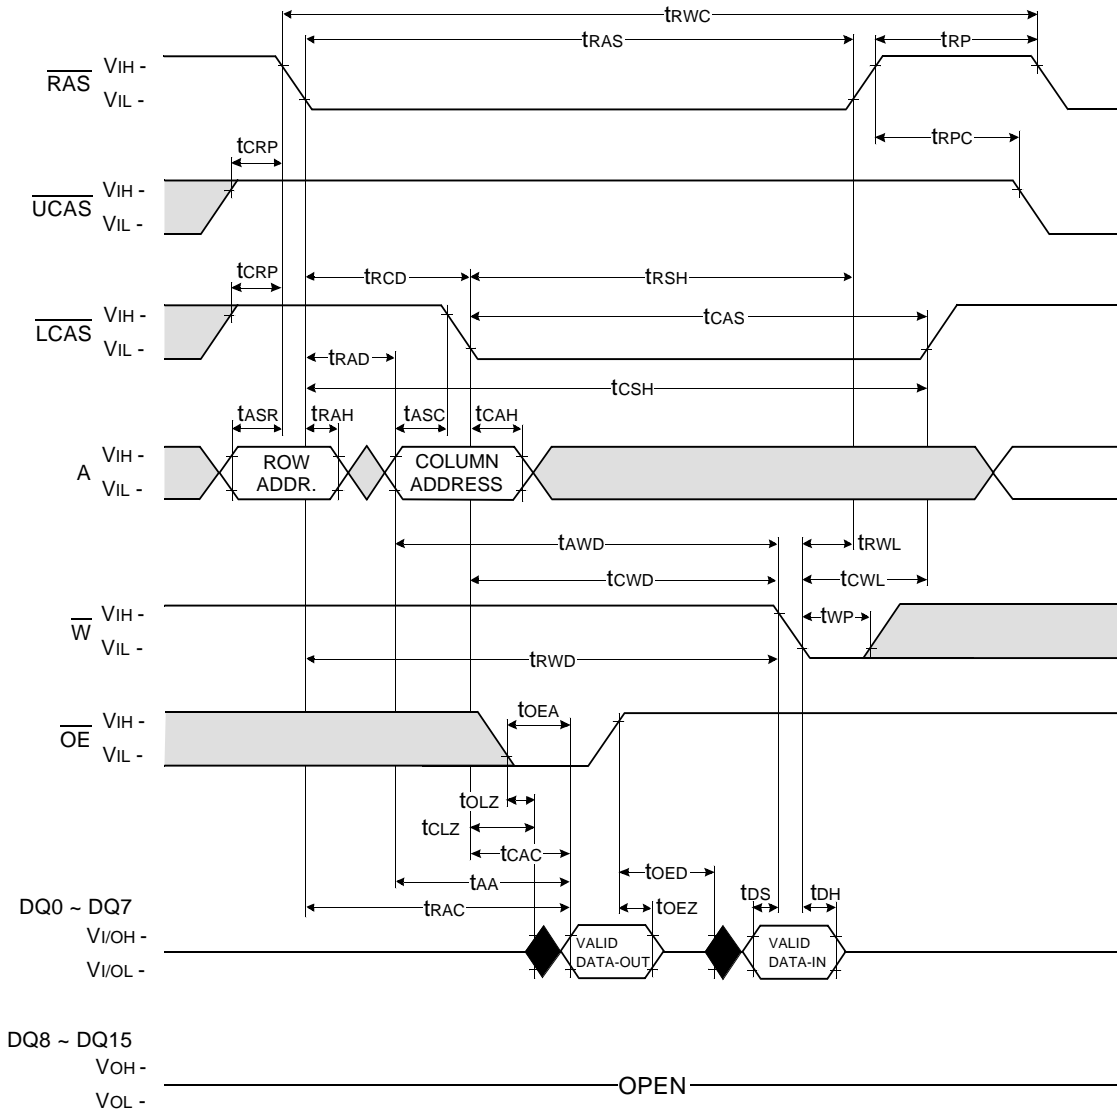 tRWC
tRAS
tRP
RAS
VIH -
VIL -
tCRP
tRPC
UCAS
VIH -
VIL -
tCRP
tRCD
tRSH
LCAS
VIH -
VIL -
tCAS
tRAD
tCSH
tASR
tRAH
tASC
tCAH
A
VIH -
VIL -
ROW
ADDR.
COLUMN
ADDRESS
tAWD
tRWL
tCWD
tCWL
W
VIH -
VIL -
tWP
tRWD
OE
VIH -
VIL -
tOEA
tOLZ
tCLZ
tCAC
tOED
tAA
tDS
tDH
tRAC
tOEZ
DQ0 ~ DQ7
VI/OH -
VI/OL -
VALID
DATA-OUT
VALID
DATA-IN
DQ8 ~ DQ15
VOH -
VOL -
OPEN